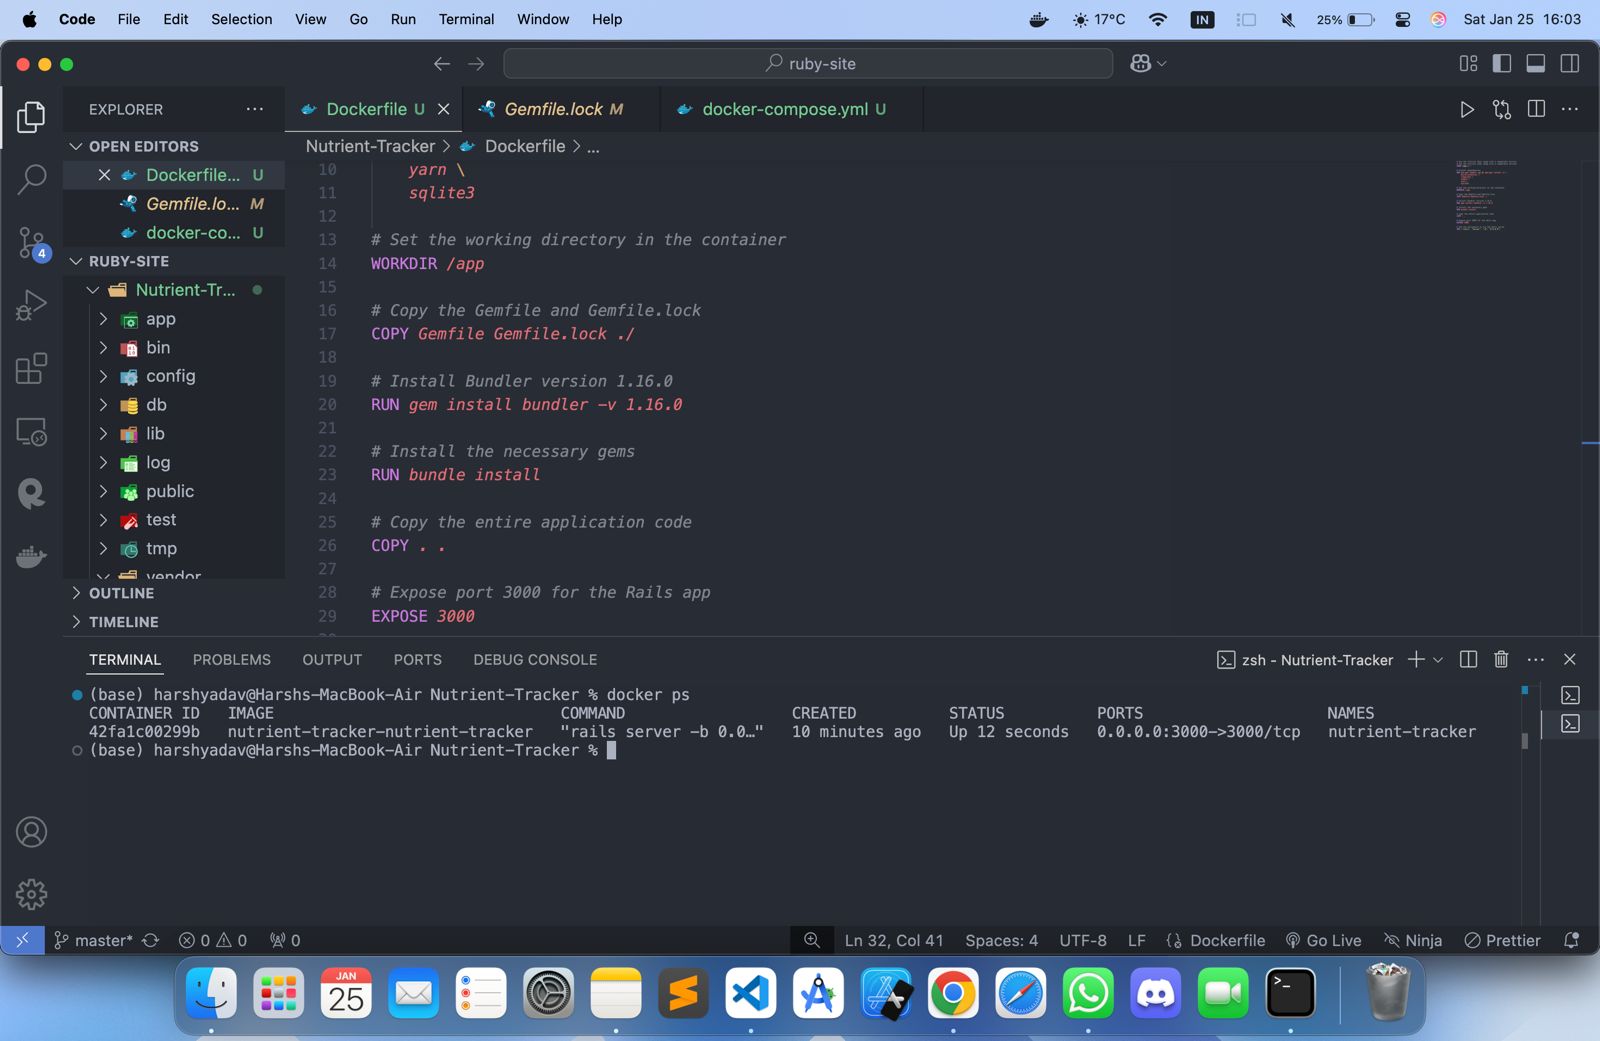 Code File Edit Selection View Go Run Terminal Window Help 17°C IN 25% Sat Jan 25 16:03
ruby-site
EXPLORER
Dockerfile U Gemfile.lock M docker-compose.yml U
OPEN EDITORS
Nutrient-Tracker > Dockerfile > ...
Dockerfile... U
Gemfile.lo... M
docker-co... U
RUBY-SITE
Nutrient-Tr...
app
bin
config
db
lib
log
public
test
tmp
vendor
OUTLINE
TIMELINE
10 yarn \
11 sqlite3
12
13 # Set the working directory in the container
14 WORKDIR /app
15
16 # Copy the Gemfile and Gemfile.lock
17 COPY Gemfile Gemfile.lock ./
18
19 # Install Bundler version 1.16.0
20 RUN gem install bundler -v 1.16.0
21
22 # Install the necessary gems
23 RUN bundle install
24
25 # Copy the entire application code
26 COPY . .
27
28 # Expose port 3000 for the Rails app
29 EXPOSE 3000
4
TERMINAL PROBLEMS OUTPUT PORTS DEBUG CONSOLE zsh - Nutrient-Tracker
(base) harshyadav@Harshs-MacBook-Air Nutrient-Tracker % docker ps
CONTAINER ID IMAGE COMMAND CREATED STATUS PORTS NAMES
42fa1c00299b nutrient-tracker-nutrient-tracker "rails server -b 0.0…" 10 minutes ago Up 12 seconds 0.0.0.0:3000->3000/tcp nutrient-tracker
(base) harshyadav@Harshs-MacBook-Air Nutrient-Tracker %
master* 0 0 0 Ln 32, Col 41 Spaces: 4 UTF-8 LF Dockerfile Go Live Ninja Prettier
JAN
25